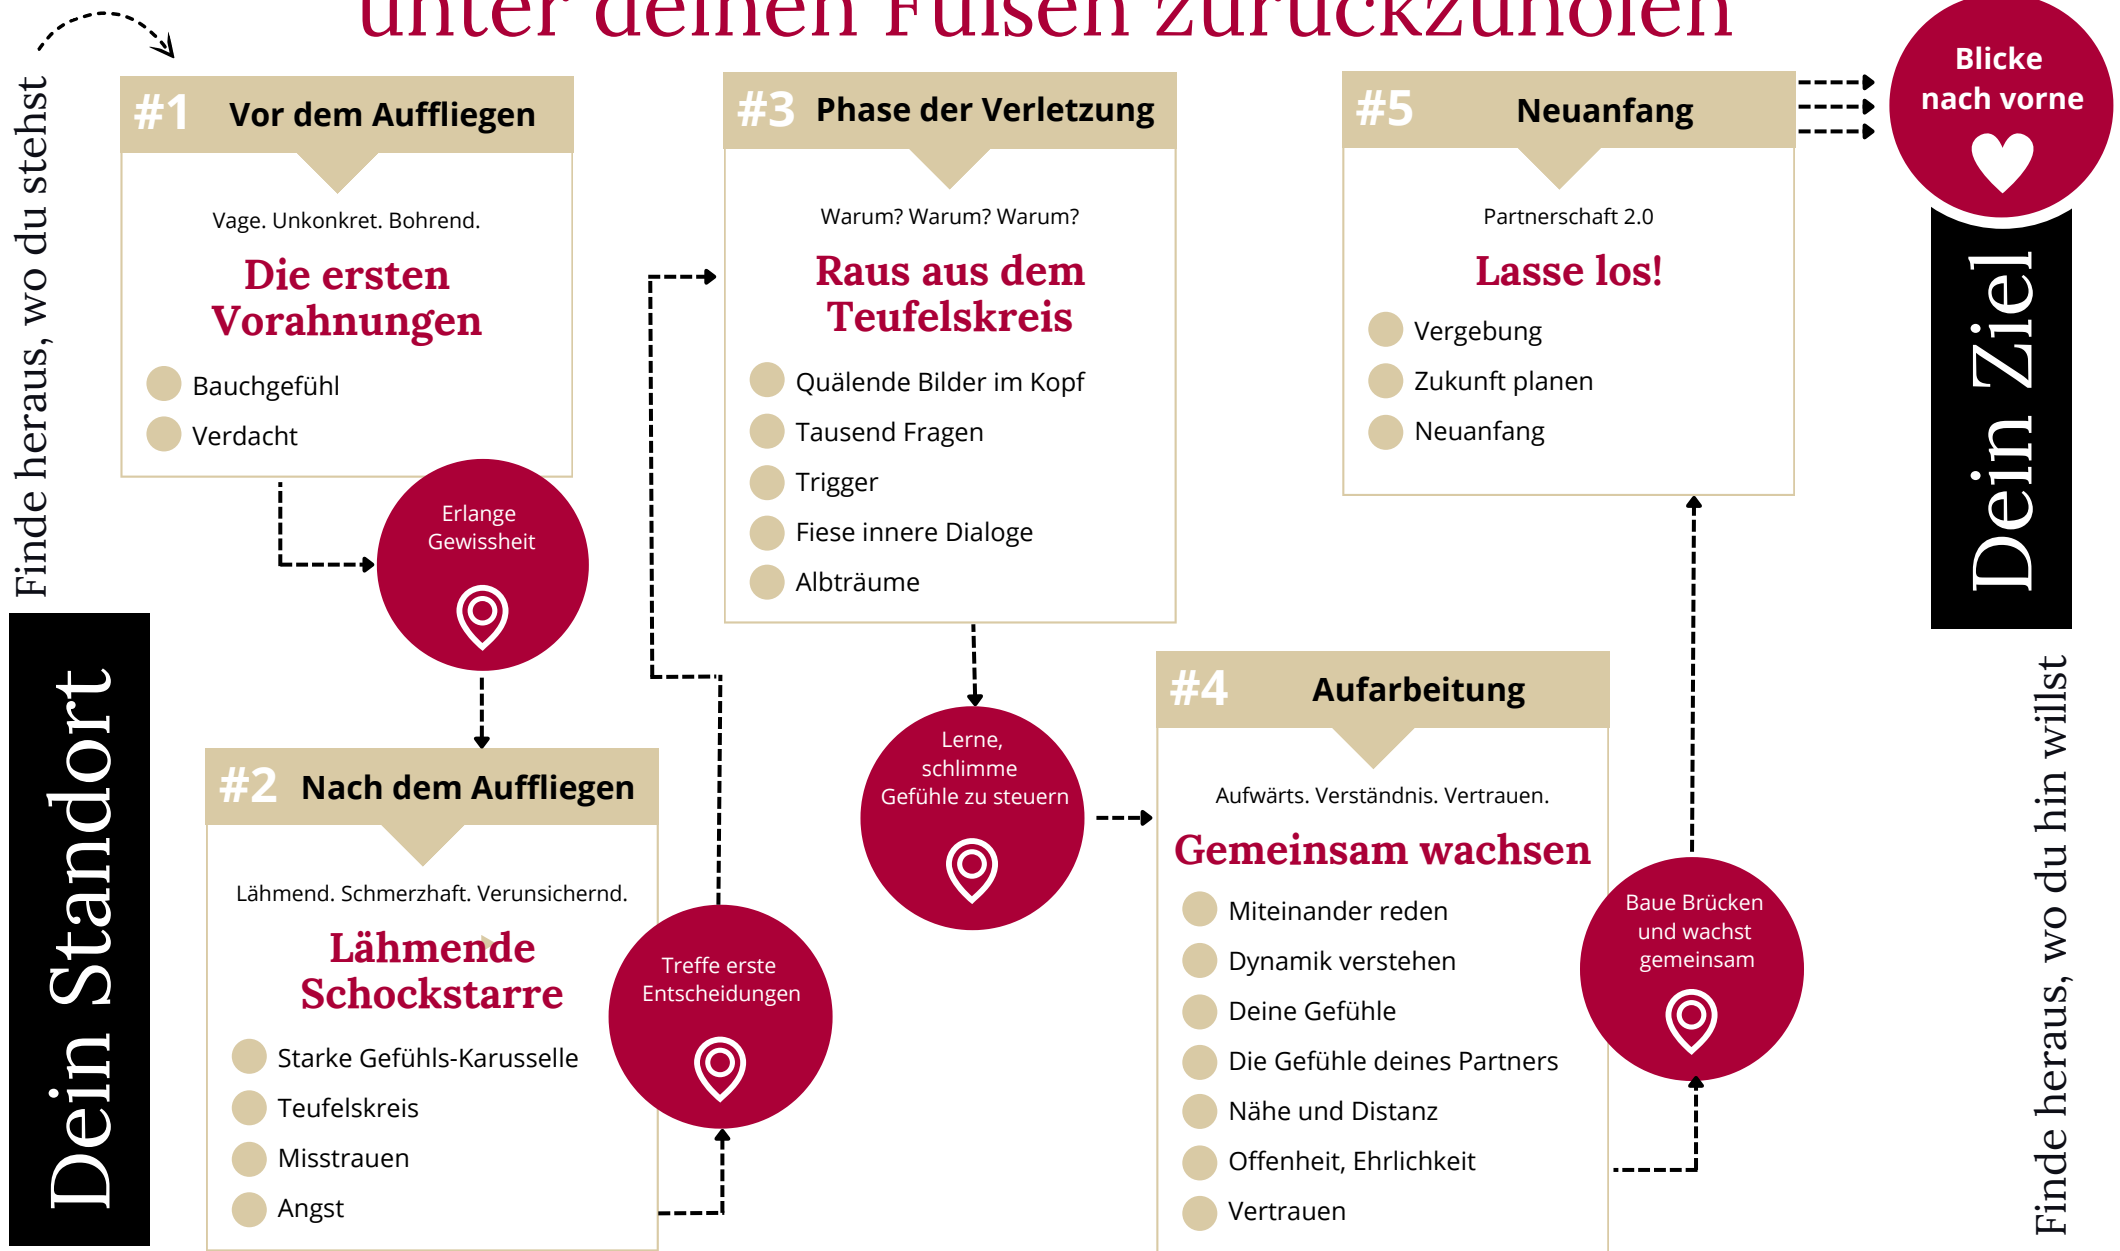 unter deinen Füßen zurückzuholen
Finde heraus, wo du stehst
Dein Standort
#1 Vor dem Auffliegen
Vage. Unkonkret. Bohrend.
Die ersten
Vorahnungen
Bauchgefühl
Verdacht
Erlange
Gewissheit
#2 Nach dem Auffliegen
Lähmend. Schmerzhaft. Verunsichernd.
Lähmende
Schockstarre
Starke Gefühls-Karusselle
Teufelskreis
Misstrauen
Angst
Treffe erste
Entscheidungen
#3 Phase der Verletzung
Warum? Warum? Warum?
Raus aus dem
Teufelskreis
Quälende Bilder im Kopf
Tausend Fragen
Trigger
Fiese innere Dialoge
Albträume
Lerne,
schlimme
Gefühle zu steuern
#4 Aufarbeitung
Aufwärts. Verständnis. Vertrauen.
Gemeinsam wachsen
Miteinander reden
Dynamik verstehen
Deine Gefühle
Die Gefühle deines Partners
Nähe und Distanz
Offenheit, Ehrlichkeit
Vertrauen
Baue Brücken
und wachst
gemeinsam
#5 Neuanfang
Partnerschaft 2.0
Lasse los!
Vergebung
Zukunft planen
Neuanfang
Blicke
nach vorne
Dein Ziel
Finde heraus, wo du hin willst